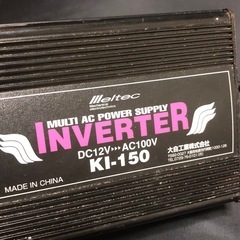 Meltec
MULTI AC POWER SUPPLY
INVERTER
DC12V>>>AC100V
KI-150
MADE IN CHINA
大自工業株式会社